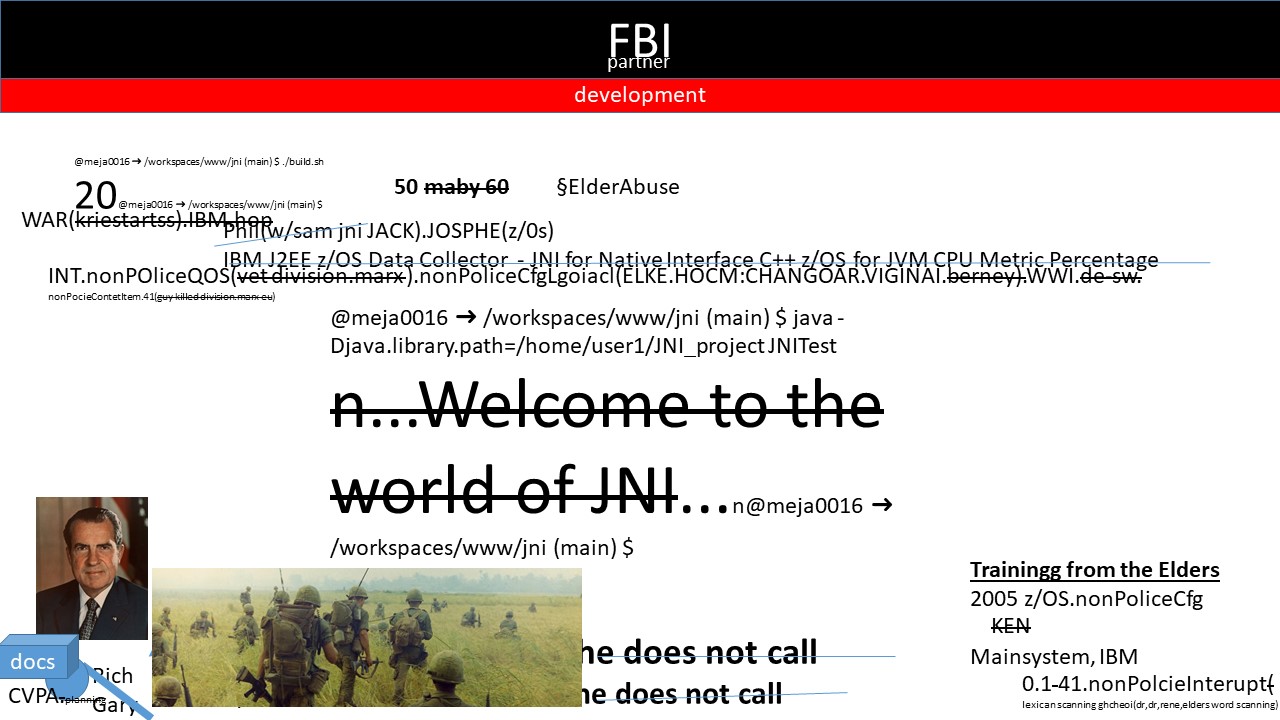 FBI
partner
development
@meja0016 ➜ /workspaces/www/jni (main) $ ./build.sh
50 maby 60 §ElderAbuse
20 @meja0016 ➜ /workspaces/www/jni (main) $
WAR(kriestartss).IBM.hop
Phil(w/sam jni JACK).JOSPHE(z/0s)
IBM J2EE z/OS Data Collector - JNI for Native Interface C++ z/OS for JVM CPU Metric Percentage
INT.nonPOliceQOS(vet division.marx ).nonPoliceCfgLgoiacl(ELKE.HOCM:CHANGOAR.VIGINAI.berney).WWI.de-sw.
nonPocieContetItem.41(guy killed division.marx eu)
@meja0016 ➜ /workspaces/www/jni (main) $ java -
Djava.library.path=/home/user1/JNI_project JNITest
n...Welcome to the
world of JNI...n@meja0016 ➜
/workspaces/www/jni (main) $
Trainingg from the Elders
2005 z/OS.nonPoliceCfg
KEN
Mainsystem, IBM
0.1-41.nonPolcieInterupt(
lexican scanning ghcheoi(dr,dr,rene,elders word scanning)
he does not call
he does not call
docs
Rich
CVPA.planning
Gary